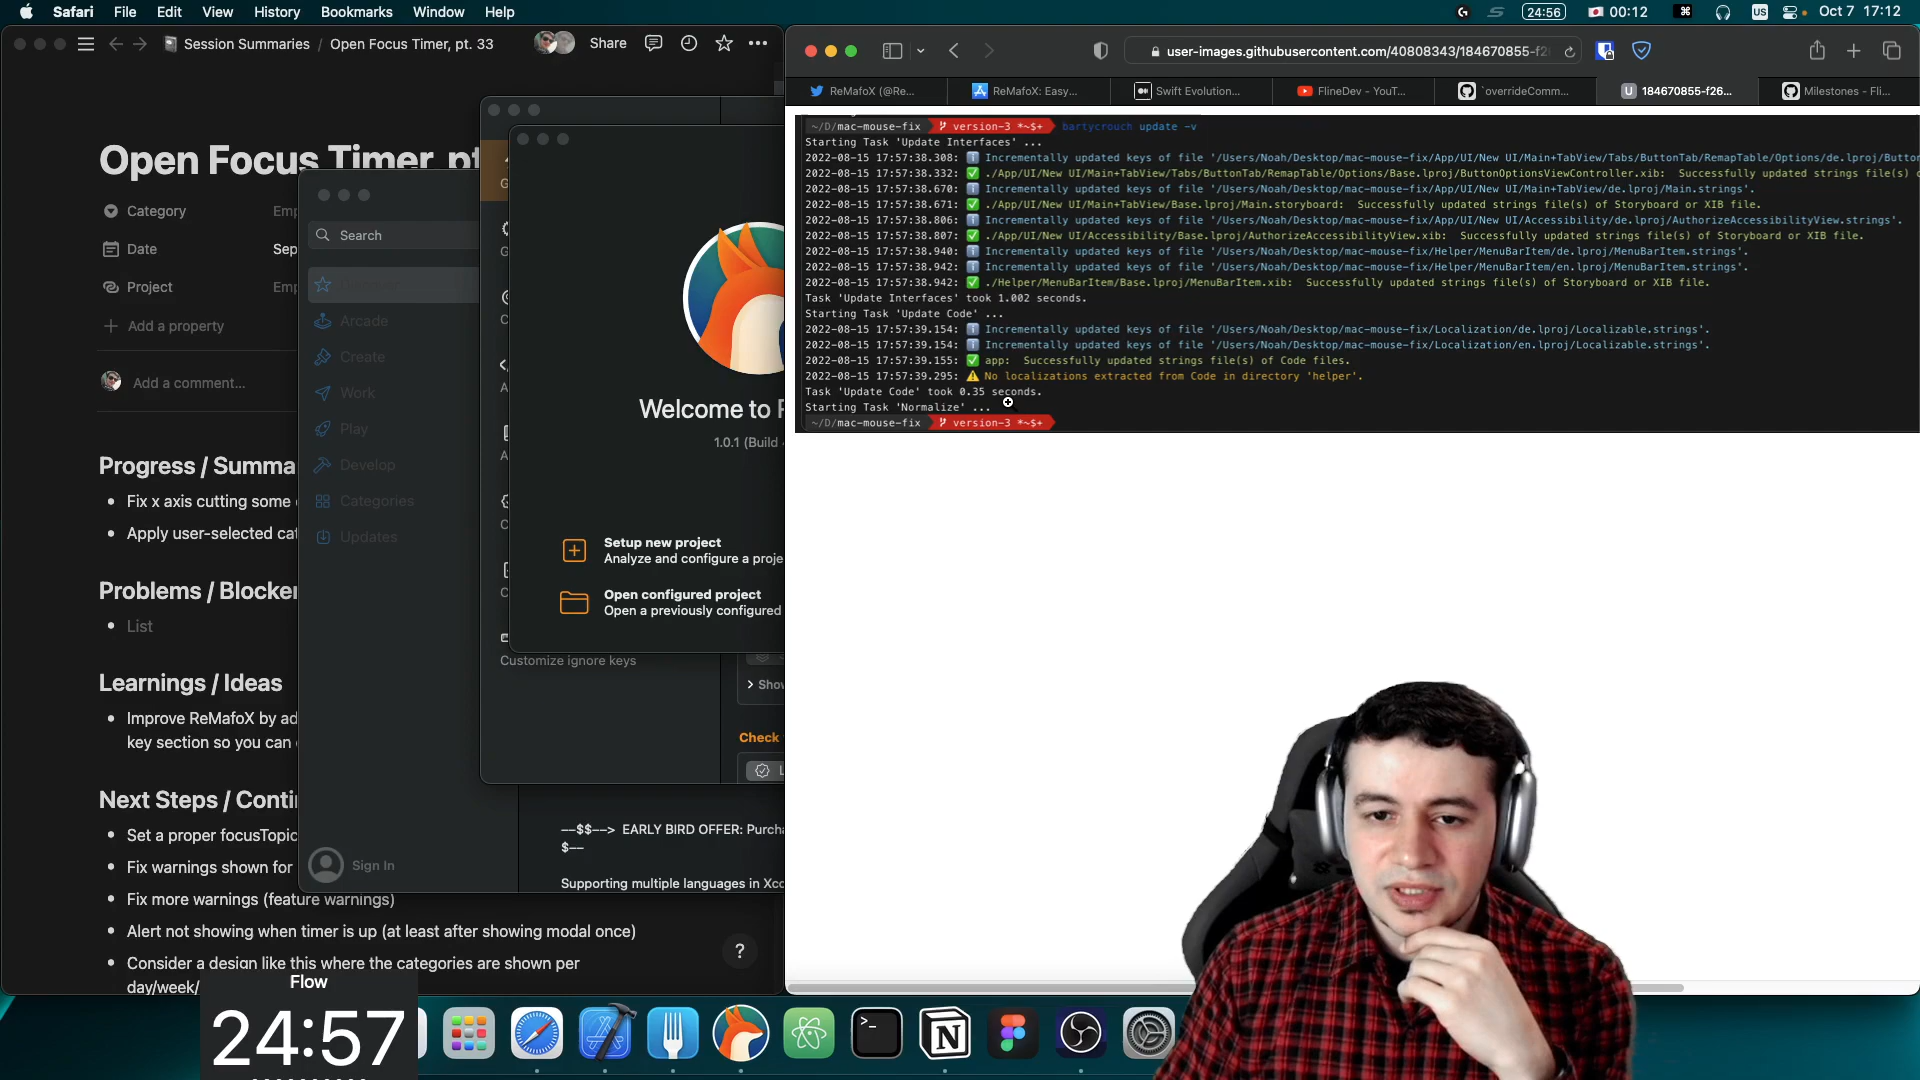 Safari File Edit View History Bookmarks Window Help
24:56 00:12 US Oct 7 17:12
Session Summaries / Open Focus Timer, pt. 33 Share
Open Focus Timer, pt
Category
Date Sep
Project
Add a property
Add a comment...
Progress / Summa
Fix x axis cutting some
Apply user-selected cat
Problems / Blocker
List
Learnings / Ideas
Improve ReMafoX by ad
key section so you can
Next Steps / Conti
Set a proper focusTopic
Fix warnings shown for
Fix more warnings (feature warnings)
Alert not showing when timer is up (at least after showing modal once)
Consider a design like this where the categories are shown per
day/week/
Search
Arcade
Create
Work
Play
Develop
Categories
Updates
Sign In
Customize ignore keys
> Show
Check
Welcome to
1.0.1 (Build
Setup new project
Analyze and configure a proje
Open configured project
Open a previously configured
––$$––> EARLY BIRD OFFER: Purch
$––
Supporting multiple languages in Xco
?
Flow
24:57
user-images.githubusercontent.com/40808343/184670855-f2
ReMafoX (@Re... ReMafoX: Easy... Swift Evolution... FlineDev - YouT... `overrideComm... U 184670855-f26... Milestones - Fli...
~/D/mac-mouse-fix version-3 *~$+ bartycrouch update -v
Starting Task 'Update Interfaces' ...
2022-08-15 17:57:38.308: Incrementally updated keys of file '/Users/Noah/Desktop/mac-mouse-fix/App/UI/New UI/Main+TabView/Tabs/ButtonTab/RemapTable/Options/de.lproj/Button
2022-08-15 17:57:38.332: ./App/UI/New UI/Main+TabView/Tabs/ButtonTab/RemapTable/Options/Base.lproj/ButtonOptionsViewController.xib: Successfully updated strings file(s)
2022-08-15 17:57:38.670: Incrementally updated keys of file '/Users/Noah/Desktop/mac-mouse-fix/App/UI/New UI/Main+TabView/de.lproj/Main.strings'.
2022-08-15 17:57:38.671: ./App/UI/New UI/Main+TabView/Base.lproj/Main.storyboard: Successfully updated strings file(s) of Storyboard or XIB file.
2022-08-15 17:57:38.806: Incrementally updated keys of file '/Users/Noah/Desktop/mac-mouse-fix/App/UI/New UI/Accessibility/de.lproj/AuthorizeAccessibilityView.strings'.
2022-08-15 17:57:38.807: ./App/UI/New UI/Accessibility/Base.lproj/AuthorizeAccessibilityView.xib: Successfully updated strings file(s) of Storyboard or XIB file.
2022-08-15 17:57:38.940: Incrementally updated keys of file '/Users/Noah/Desktop/mac-mouse-fix/Helper/MenuBarItem/de.lproj/MenuBarItem.strings'.
2022-08-15 17:57:38.942: Incrementally updated keys of file '/Users/Noah/Desktop/mac-mouse-fix/Helper/MenuBarItem/en.lproj/MenuBarItem.strings'.
2022-08-15 17:57:38.942: ./Helper/MenuBarItem/Base.lproj/MenuBarItem.xib: Successfully updated strings file(s) of Storyboard or XIB file.
Task 'Update Interfaces' took 1.002 seconds.
Starting Task 'Update Code' ...
2022-08-15 17:57:39.154: Incrementally updated keys of file '/Users/Noah/Desktop/mac-mouse-fix/Localization/de.lproj/Localizable.strings'.
2022-08-15 17:57:39.154: Incrementally updated keys of file '/Users/Noah/Desktop/mac-mouse-fix/Localization/en.lproj/Localizable.strings'.
2022-08-15 17:57:39.155: app: Successfully updated strings file(s) of Code files.
2022-08-15 17:57:39.295: No localizations extracted from Code in directory 'helper'.
Task 'Update Code' took 0.35 seconds.
Starting Task 'Normalize' ...
~/D/mac-mouse-fix version-3 *~$+